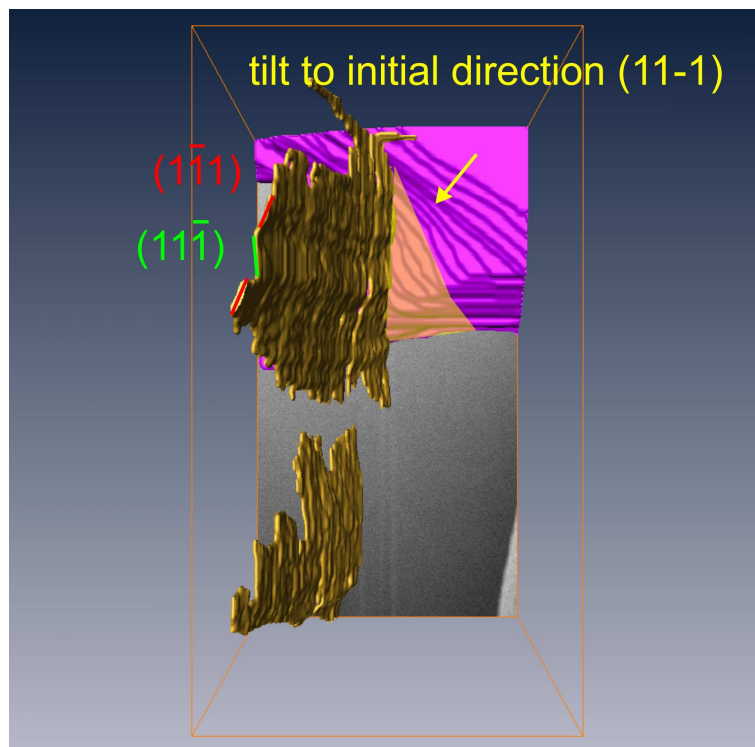 tilt to initial direction (11-1)
(11̄1)
(111̄)